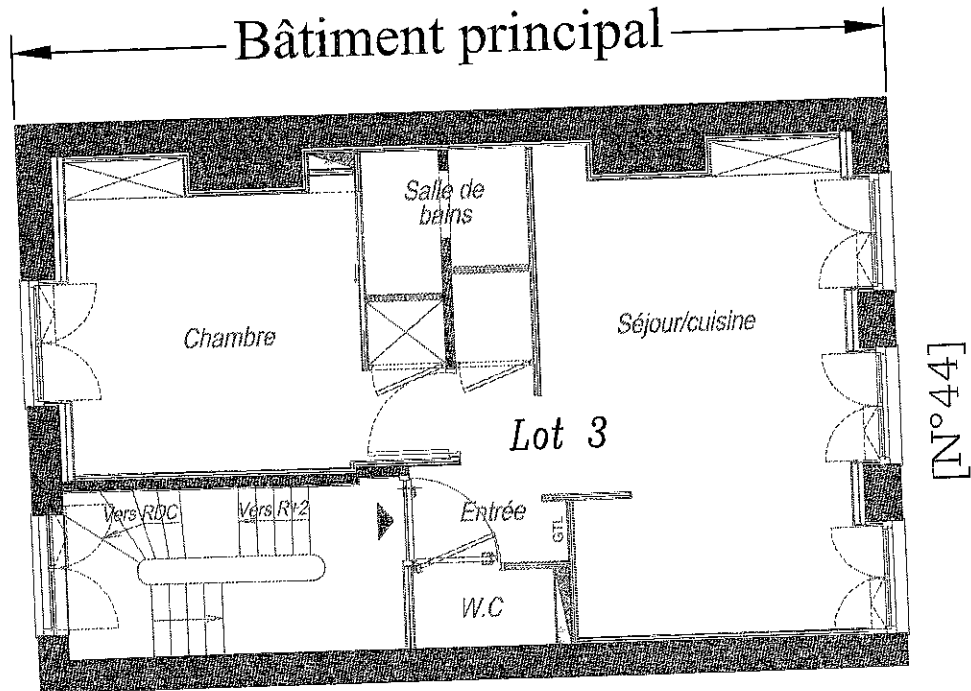 Bâtiment principal
Salle de
bains
Chambre
Séjour/cuisine
[N°44]
Lot 3
Vers RDC
Vers R+2
Entrée
GTL
W.C